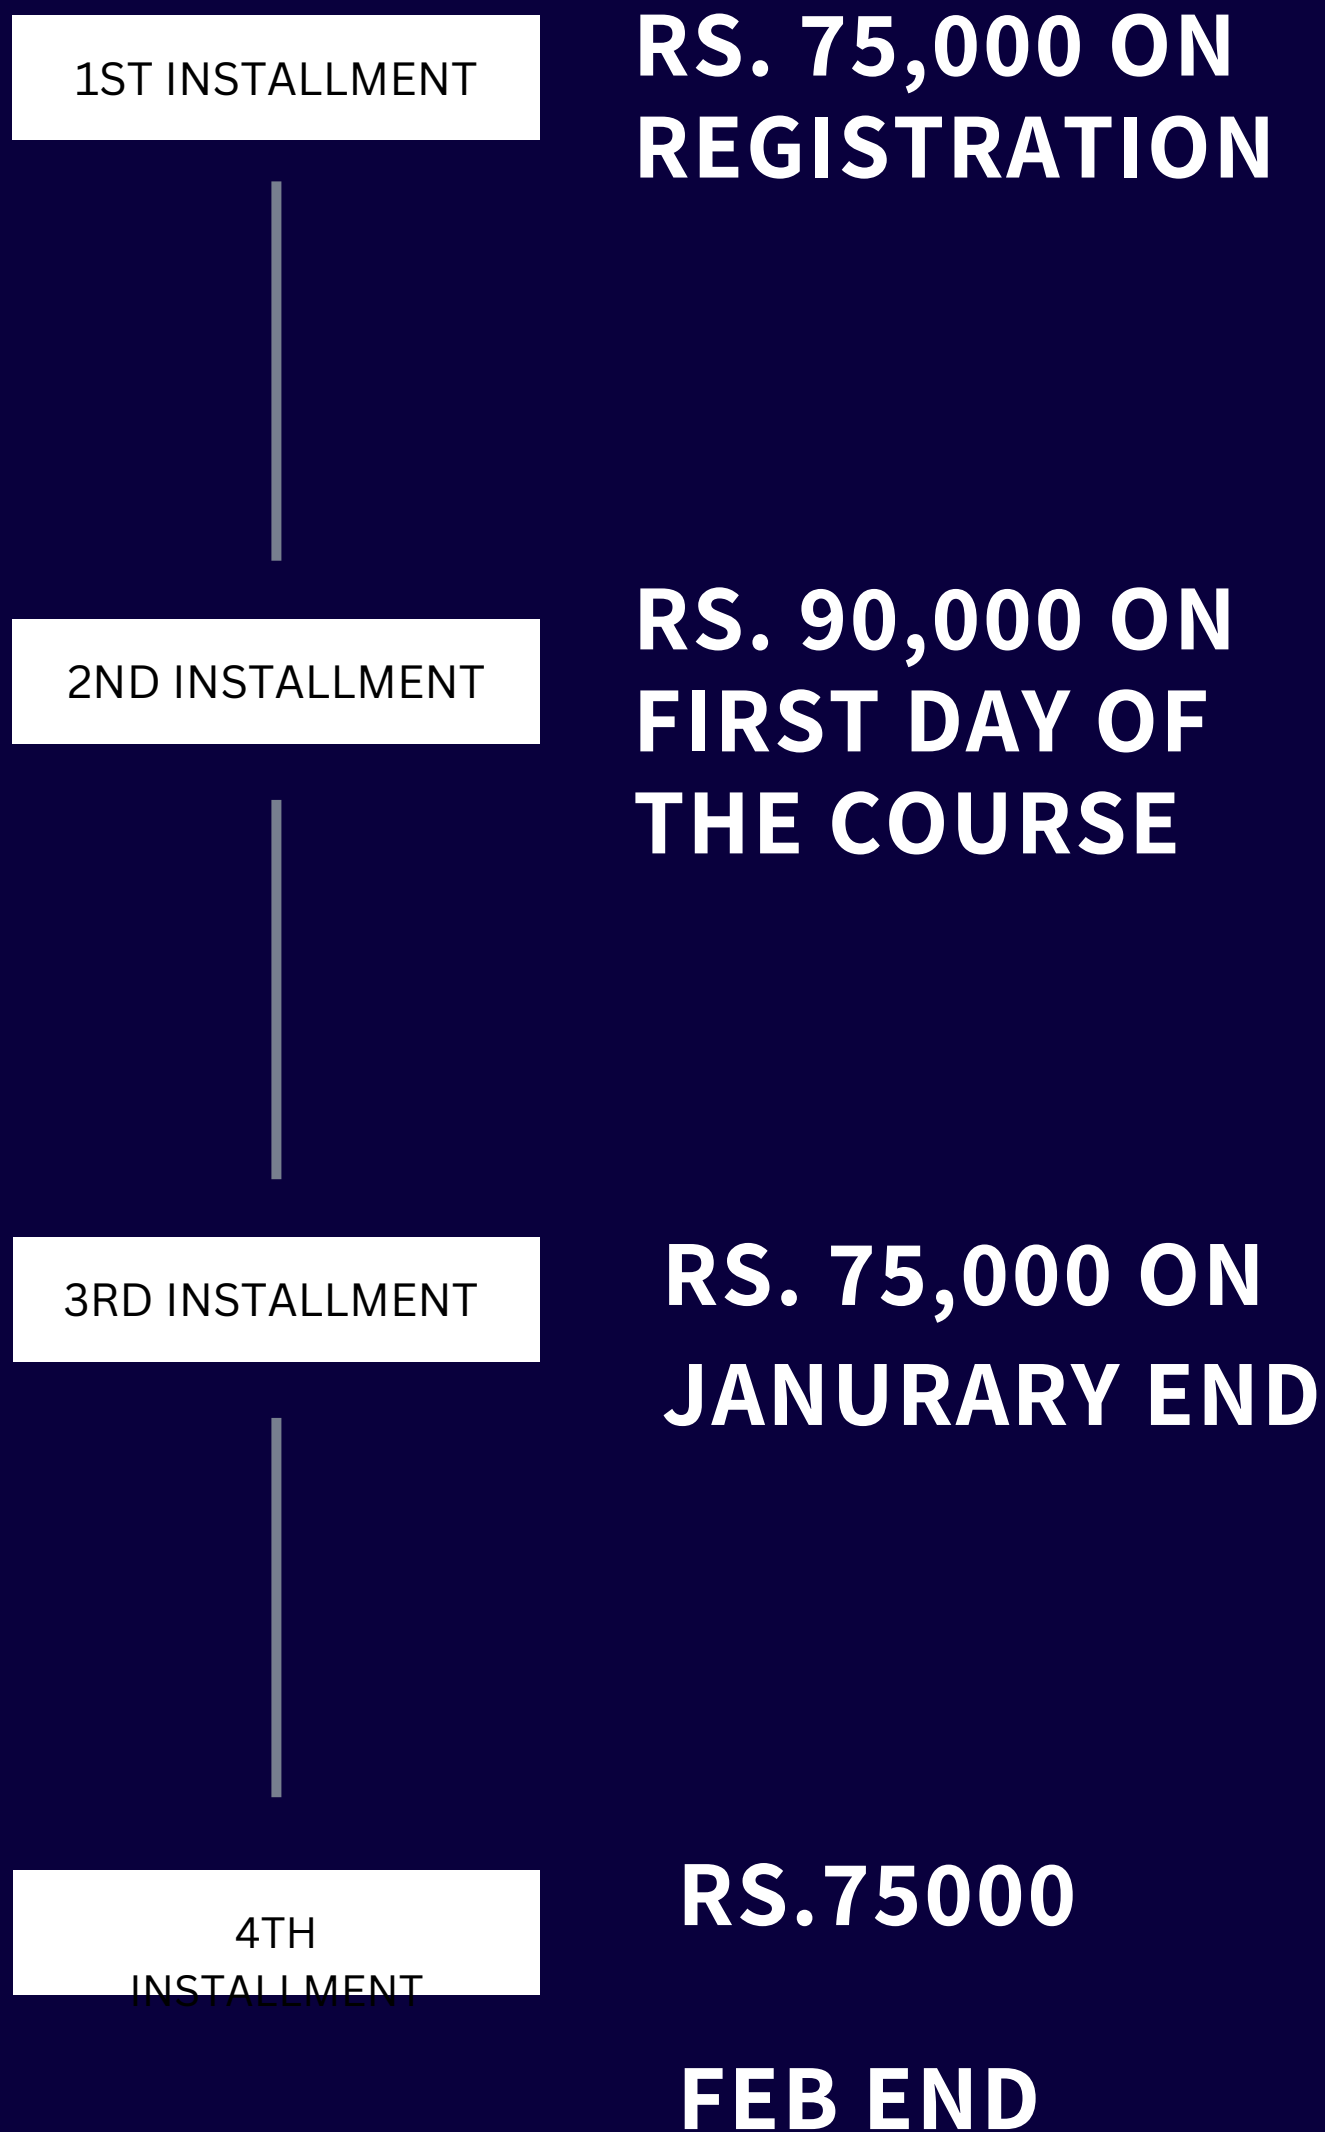 1ST INSTALLMENT
RS. 75,000 ON
REGISTRATION
2ND INSTALLMENT
RS. 90,000 ON
FIRST DAY OF
THE COURSE
3RD INSTALLMENT
RS. 75,000 ON
JANURARY END
4TH
INSTALLMENT
RS.75000
FEB END